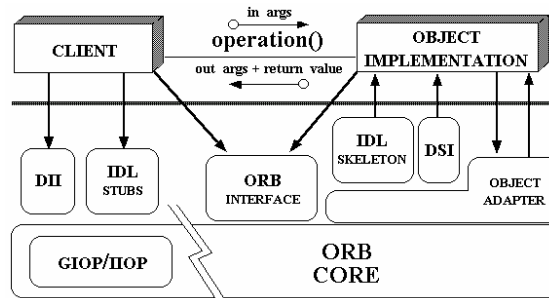 in args
operation()
out args + return value
CLIENT
OBJECT
IMPLEMENTATION
DII
IDL
STUBS
ORB
INTERFACE
IDL
SKELETON
DSI
OBJECT
ADAPTER
GIOP/IIOP
ORB
CORE